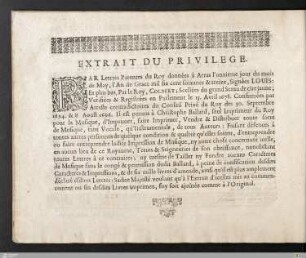 EXTRAIT DU PRIVILEGE.
PAR Lettres Patentes du Roy données à Arras l'onziéme jour du mois
de May, l'An de Grace mil six cens soixante & treize, Signées LOUIS:
Et plus bas, Par le Roy, COLBERT; Scellées du grand Sceau de cire jaune;
Verifiées & Registrées en Parlement le 15. Avril 1678. Confirmées par
Arrests contradictoires du Conseil Privé du Roy des 30. Septembre
1694. & 8. Aoust 1696. Il est permis à Christophe Ballard, seul Imprimeur du Roy
pour la Musique, d'Imprimer, faire Imprimer, Vendre & Distribuer toute sorte
de Musique, tant Vocale, qu'Instrumentale, de tous Auteurs: Faisant défenses à
toutes autres personnes de quelque condition & qualité qu'elles soient, d'entreprendre
ou faire entreprendre ladite Impression de Musique, ny autre chose concernant icelle,
en aucun lieu de ce Royaume, Terres & Seigneuries de son obeïssance, nonobstant
toutes Lettres à ce contraires; ny mesme de Tailler ny Fondre aucuns Caracteres
de Musique sans le congé & permission dudit Ballard, à peine de confiscation desdits
Caracteres & Impressions, & de six mille livres d'amende, ainsi qu'il est plus amplement
déclaré esdites Lettres: Sadite Majesté voulant qu'à l'Extrait d'icelles mis au commencement
ou fin desdits Livres imprimez, foy soit ajoûtée comme à l'Original.